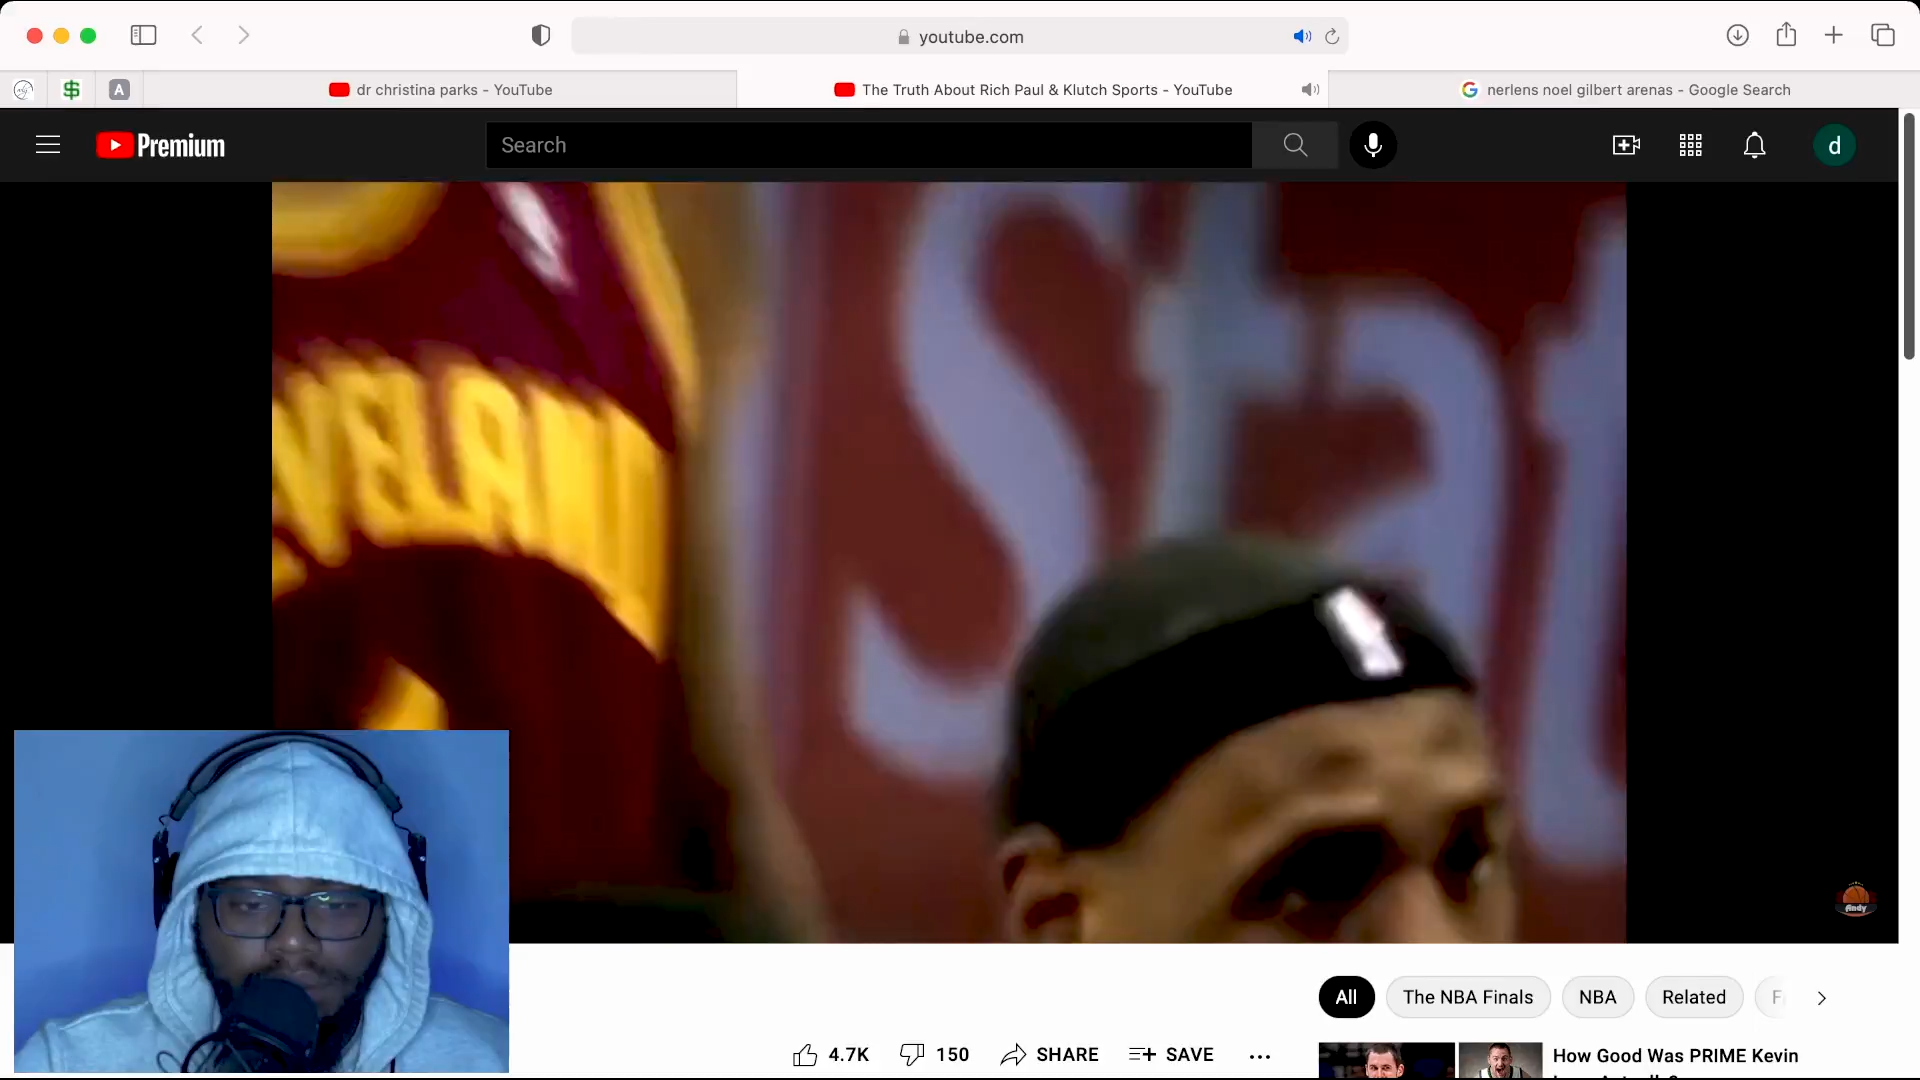 youtube.com
dr christina parks - YouTube
The Truth About Rich Paul & Klutch Sports - YouTube
nerlens noel gilbert arenas - Google Search
A
Premium
Search
d
Andy
All
The NBA Finals
NBA
Related
4.7K
150
SHARE
SAVE
How Good Was PRIME Kevin